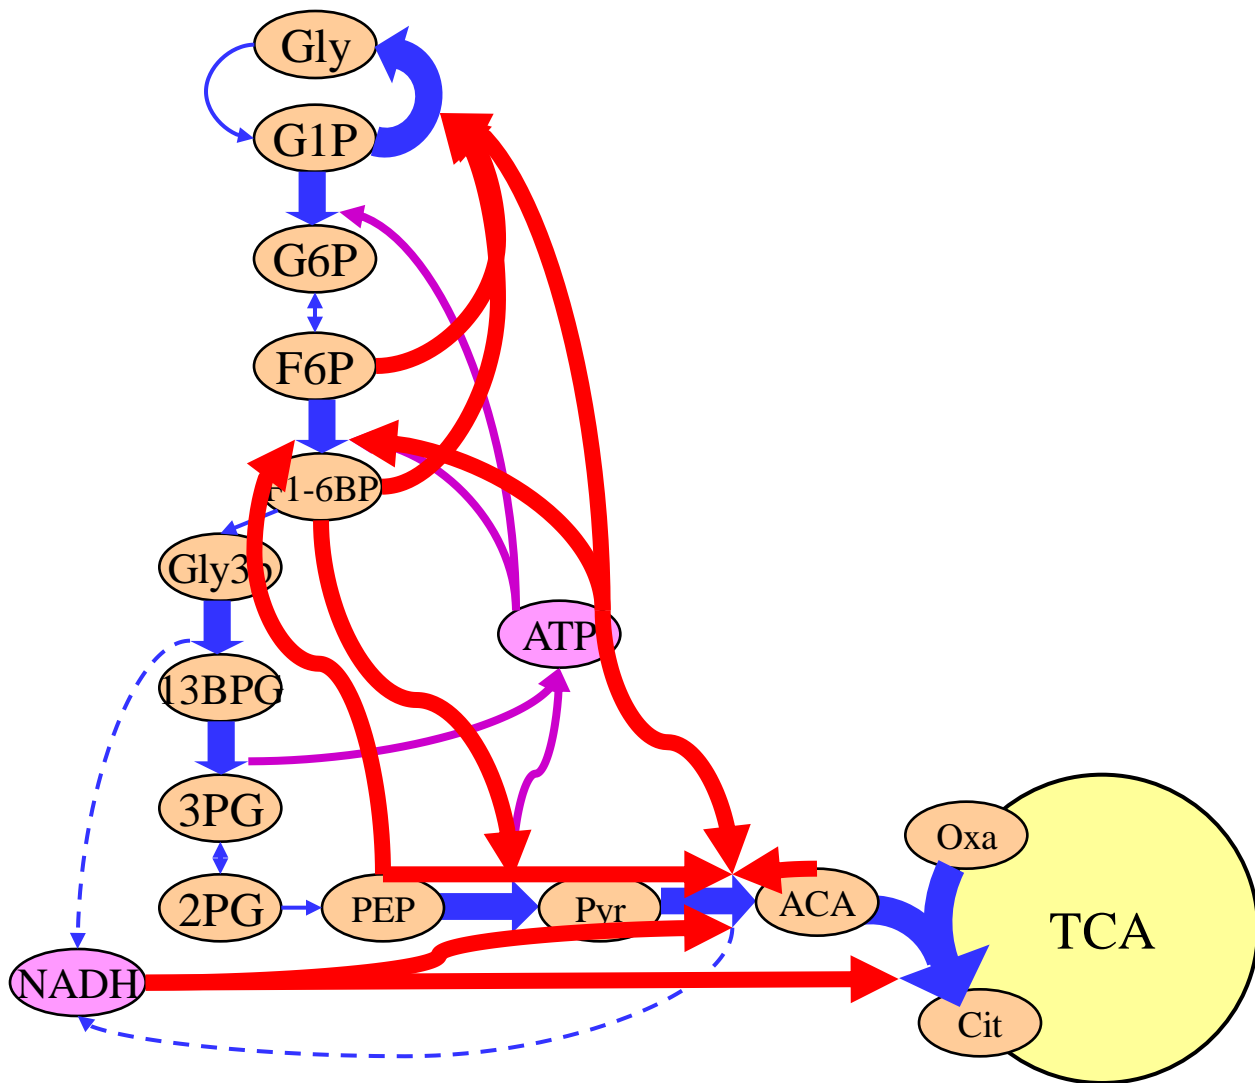 Gly
G1P
G6P
F6P
F1-6BP
Gly3p
ATP
13BPG
3PG
Oxa
2PG
PEP
Pyr
ACA
TCA
NADH
Cit